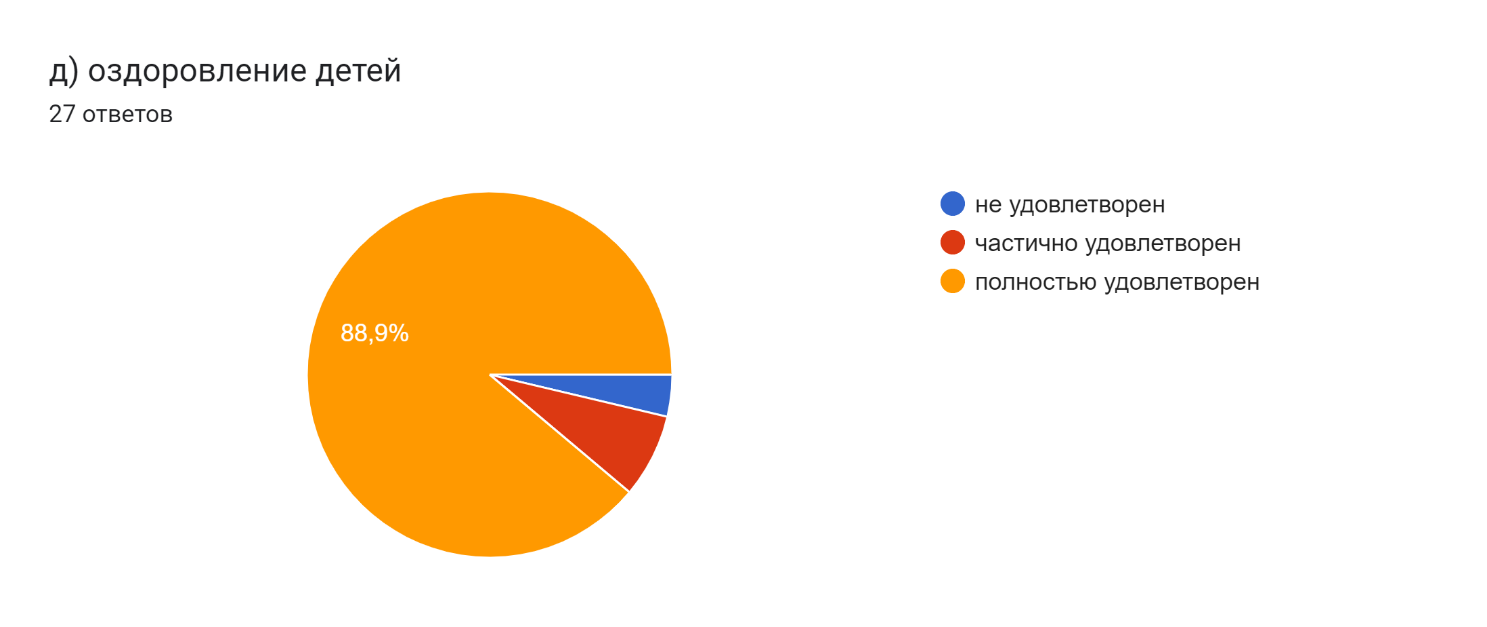 д) оздоровление детей
27 ответов
не удовлетворен
частично удовлетворен
полностью удовлетворен
88,9%